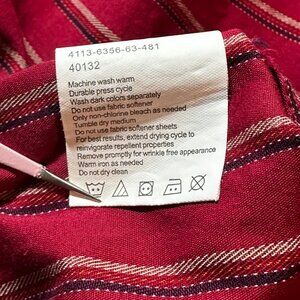 4113-6356-63-481
40132
Machine wash warm
Durable press cycle
Wash dark colors separately
Do not use fabric softener
Only non-chlorine bleach as needed
Tumble dry medium
Do not use fabric softener sheets
For best results, extend drying cycle to
reinvigorate repellent properties
Remove promptly for wrinkle free appearance
Warm iron as needed
Do not dry clean